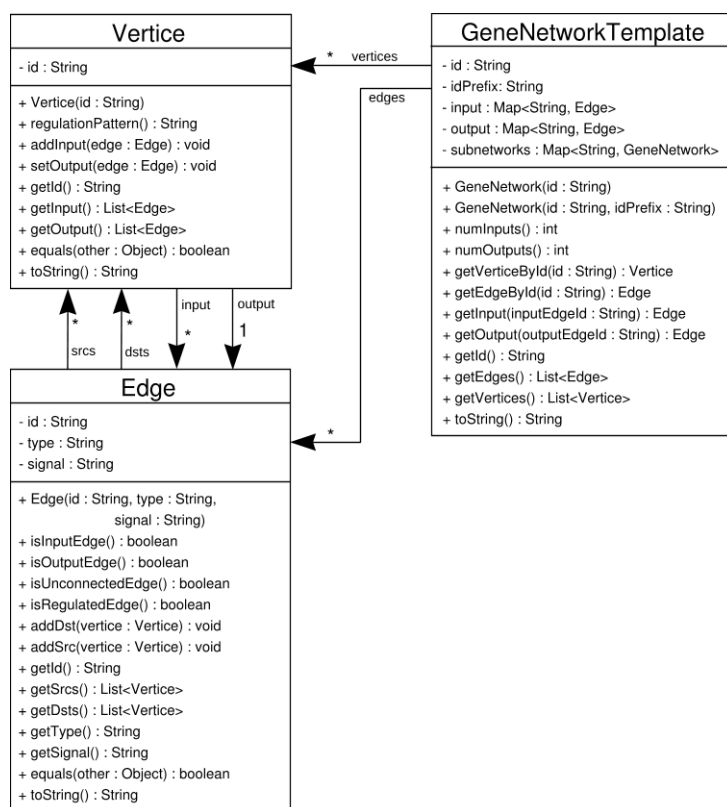 Vertice
- id : String
+ Vertice(id : String)
+ regulationPattern() : String
+ addInput(edge : Edge) : void
+ setOutput(edge : Edge) : void
+ getId() : String
+ getInput() : List<Edge>
+ getOutput() : List<Edge>
+ equals(other : Object) : boolean
+ toString() : String
* vertices
edges
GeneNetworkTemplate
- id : String
- idPrefix: String
- input : Map<String, Edge>
- output : Map<String, Edge>
- subnetworks : Map<String, GeneNetwork>
+ GeneNetwork(id : String)
+ GeneNetwork(id : String, idPrefix : String)
+ numInputs() : int
+ numOutputs() : int
+ getVerticeById(id : String) : Vertice
+ getEdgeById(id : String) : Edge
+ getInput(inputEdgeId : String) : Edge
+ getOutput(outputEdgeId : String) : Edge
+ getId() : String
+ getEdges() : List<Edge>
+ getVertices() : List<Vertice>
+ toString() : String
* * input output
srcs dsts * 1
*
Edge
- id : String
- type : String
- signal : String
+ Edge(id : String, type : String,
signal : String)
+ isInputEdge() : boolean
+ isOutputEdge() : boolean
+ isUnconnectedEdge() : boolean
+ isRegulatedEdge() : boolean
+ addDst(vertice : Vertice) : void
+ addSrc(vertice : Vertice) : void
+ getId() : String
+ getSrcs() : List<Vertice>
+ getDsts() : List<Vertice>
+ getType() : String
+ getSignal() : String
+ equals(other : Object) : boolean
+ toString() : String